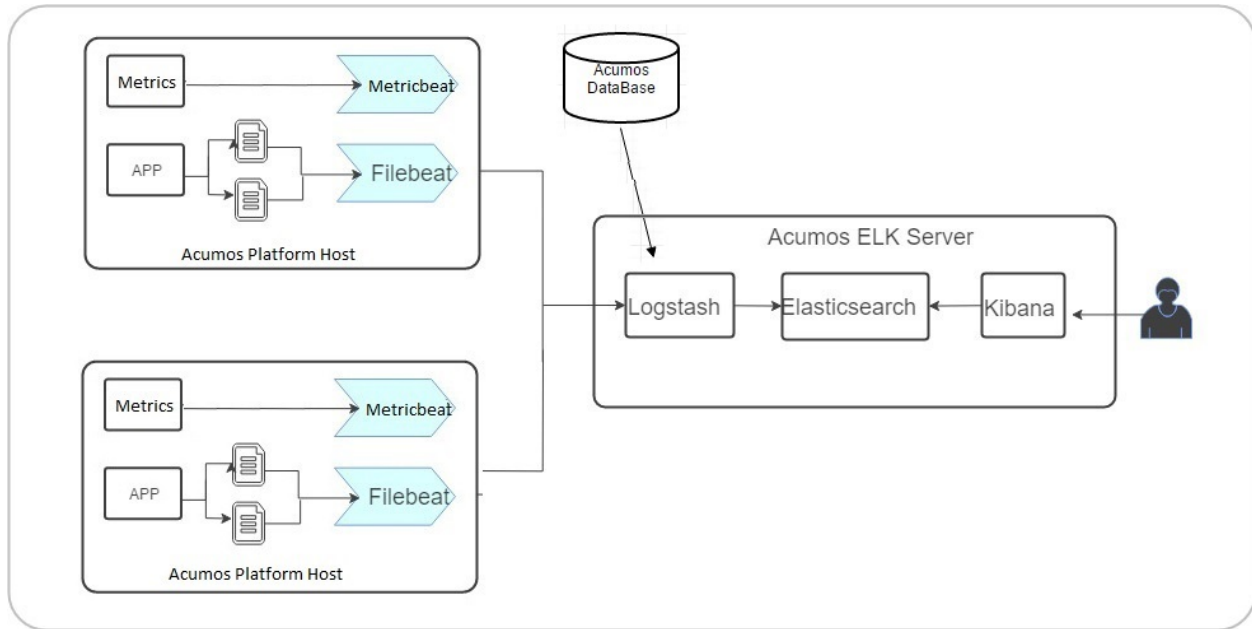 Metrics
Metricbeat
APP
Filebeat
Acumos Platform Host
Acumos
DataBase
Acumos ELK Server
Logstash
Elasticsearch
Kibana
Metrics
Metricbeat
APP
Filebeat
Acumos Platform Host